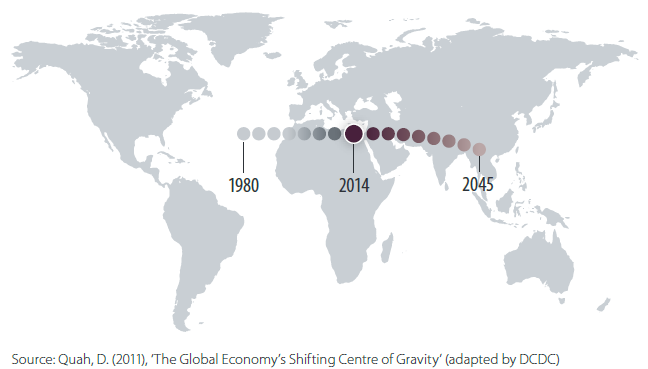 1980
2014
2045
Source: Quah, D. (2011), ‘The Global Economy’s Shifting Centre of Gravity’ (adapted by DCDC)